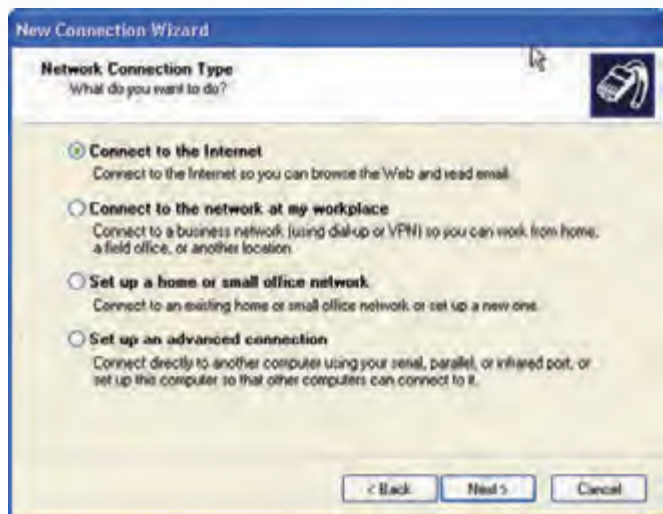 New Connection Wizard
Network Connection Type
What do you want to do?
Connect to the Internet
Connect to the Internet so you can browse the Web and read email.
Connect to the network at my workplace
Connect to a business network (using dial-up or VPN) so you can work from home,
a field office, or another location.
Set up a home or small office network
Connect to an existing home or small office network or set up a new one.
Set up an advanced connection
Connect directly to another computer using your serial, parallel, or infrared port, or
set up this computer so that other computers can connect to it.
< Back
Next >
Cancel